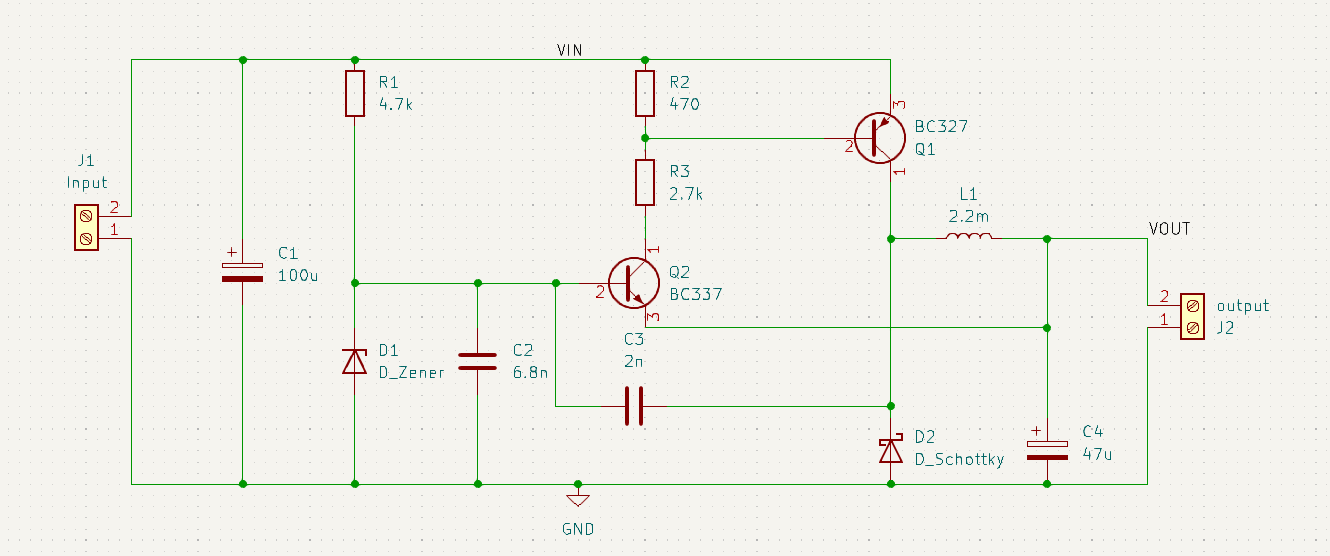 VIN
R1
4.7k
R2
470
3
BC327
Q1
2
1
J1
Input
2
1
R3
2.7k
L1
2.2m
VOUT
C1
100u
+
1
Q2
BC337
2
3
2
1
output
J2
C3
2n
D1
D_Zener
C2
6.8n
D2
D_Schottky
+
C4
47u
GND